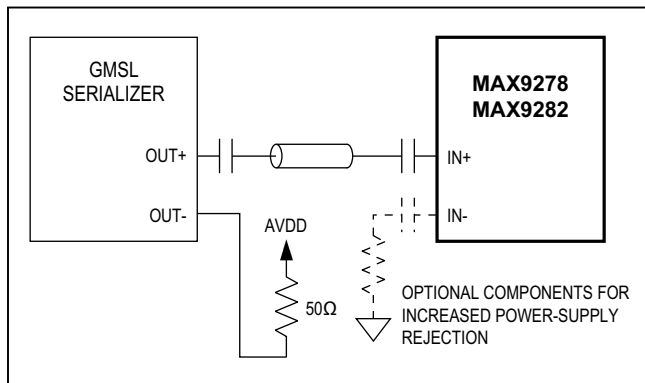 GMSL
SERIALIZER
MAX9278
MAX9282
OUT+
IN+
OUT-
AVDD
IN-
50Ω
OPTIONAL COMPONENTS FOR
INCREASED POWER-SUPPLY
REJECTION